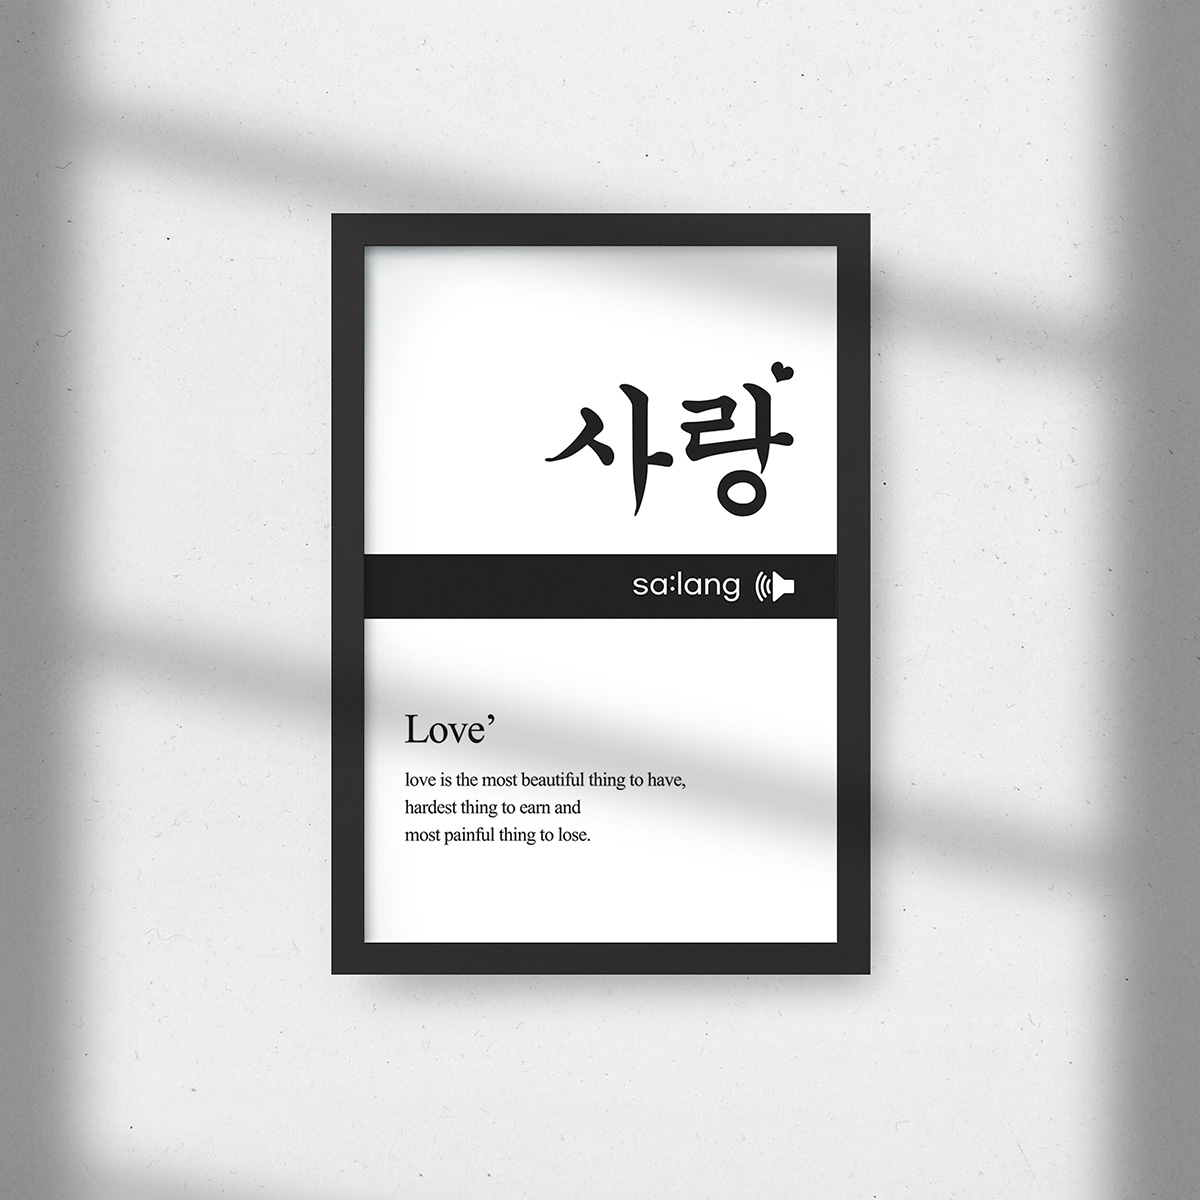 사랑
sa:lang
Love’
love is the most beautiful thing to have,
hardest thing to earn and
most painful thing to lose.